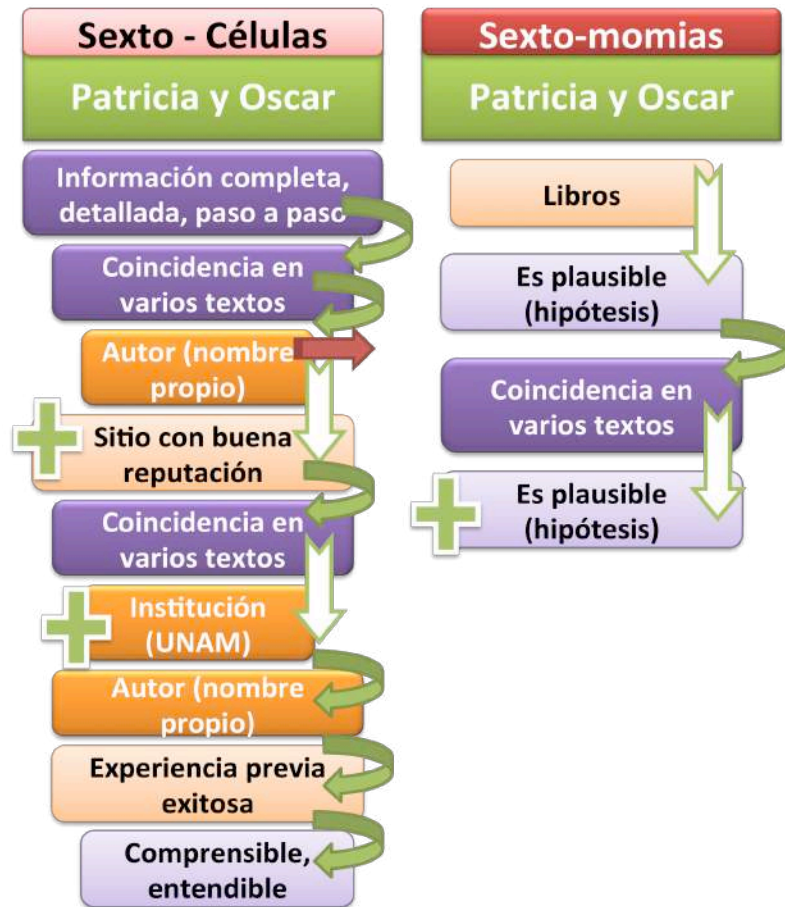 Sexto - Células
Patricia y Oscar
Información completa,
detallada, paso a paso
Coincidencia en
varios textos
Autor (nombre
propio)
Sitio con buena
reputación
Coincidencia en
varios textos
Institución
(UNAM)
Autor (nombre
propio)
Experiencia previa
exitosa
Comprensible,
entendible
Sexto-momias
Patricia y Oscar
Libros
Es plausible
(hipótesis)
Coincidencia en
varios textos
Es plausible
(hipótesis)